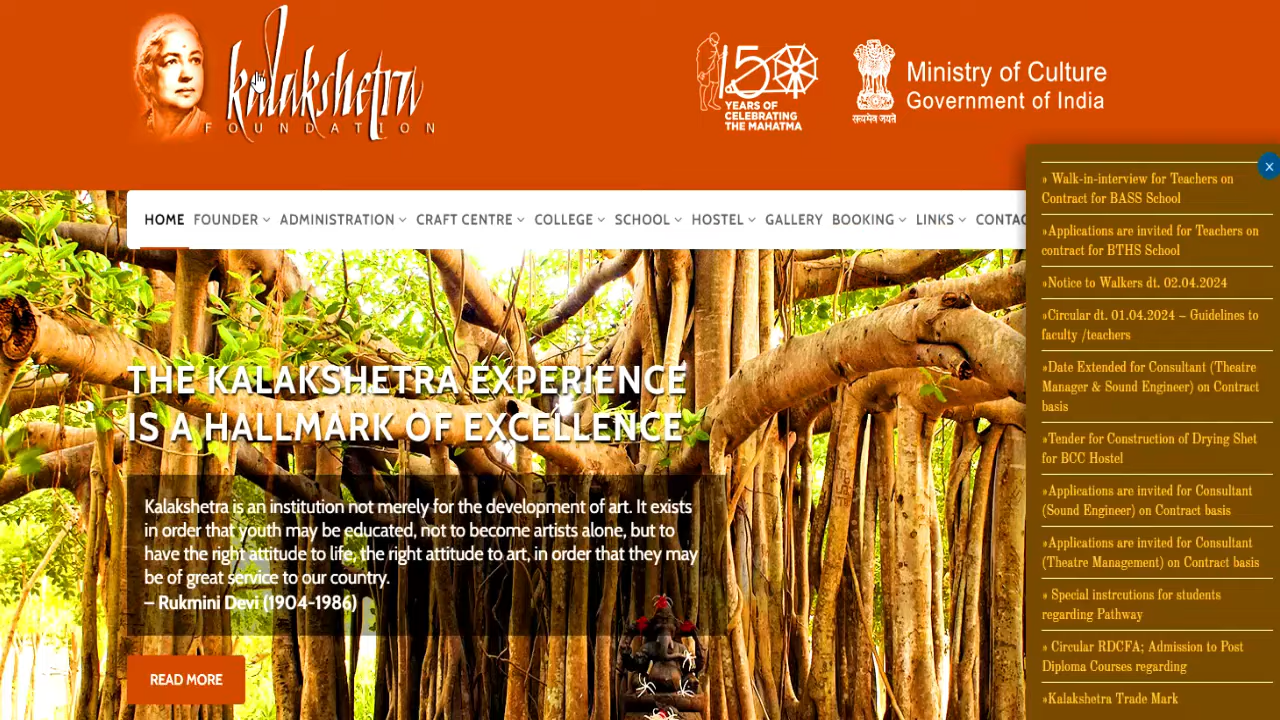 kalakshetra
FOUNDATION
150
YEARS OF
CELEBRATING
THE MAHATMA
सत्यमेव जयते
Ministry of Culture
Government of India
HOME FOUNDER ADMINISTRATION CRAFT CENTRE COLLEGE SCHOOL HOSTEL GALLERY BOOKING LINKS CONTAC
THE KALAKSHETRA EXPERIENCE
IS A HALLMARK OF EXCELLENCE
Kalakshetra is an institution not merely for the development of art. It exists
in order that youth may be educated, not to become artists alone, but to
have the right attitude to life, the right attitude to art, in order that they may
be of great service to our country.
– Rukmini Devi (1904-1986)
READ MORE
×
» Walk-in-interview for Teachers on
Contract for BASS School
»Applications are invited for Teachers on
contract for BTHS School
»Notice to Walkers dt. 02.04.2024
»Circular dt. 01.04.2024 – Guidelines to
faculty /teachers
»Date Extended for Consultant (Theatre
Manager & Sound Engineer) on Contract
basis
»Tender for Construction of Drying Shet
for BCC Hostel
»Applications are invited for Consultant
(Sound Engineer) on Contract basis
»Applications are invited for Consultant
(Theatre Management) on Contract basis
» Special instrcutions for students
regarding Pathway
» Circular RDCFA; Admission to Post
Diploma Courses regarding
»Kalakshetra Trade Mark